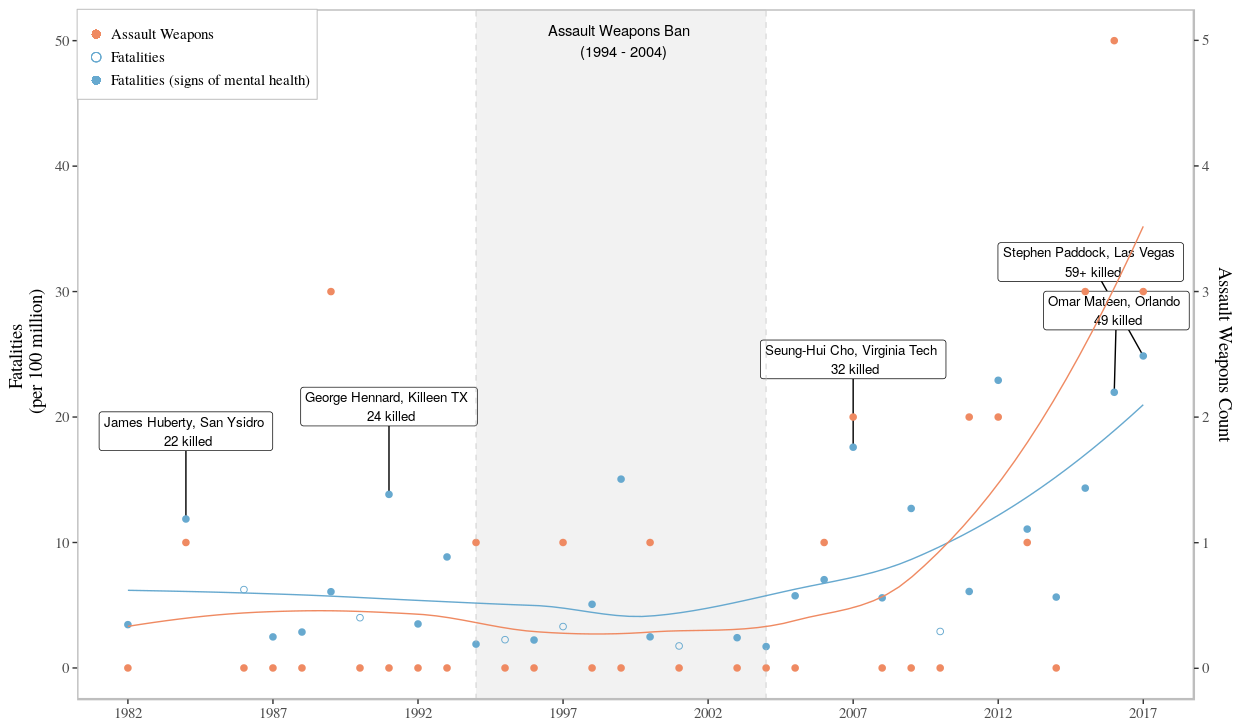 Assault Weapons
Fatalities
Fatalities (signs of mental health)
Assault Weapons Ban
(1994 - 2004)
Fatalities
(per 100 million)
50
40
30
20
10
0
James Huberty, San Ysidro
22 killed
George Hennard, Killeen TX
24 killed
Seung-Hui Cho, Virginia Tech
32 killed
Stephen Paddock, Las Vegas
59+ killed
Omar Mateen, Orlando
49 killed
5
4
3
2
1
0
Assault Weapons Count
1982
1987
1992
1997
2002
2007
2012
2017